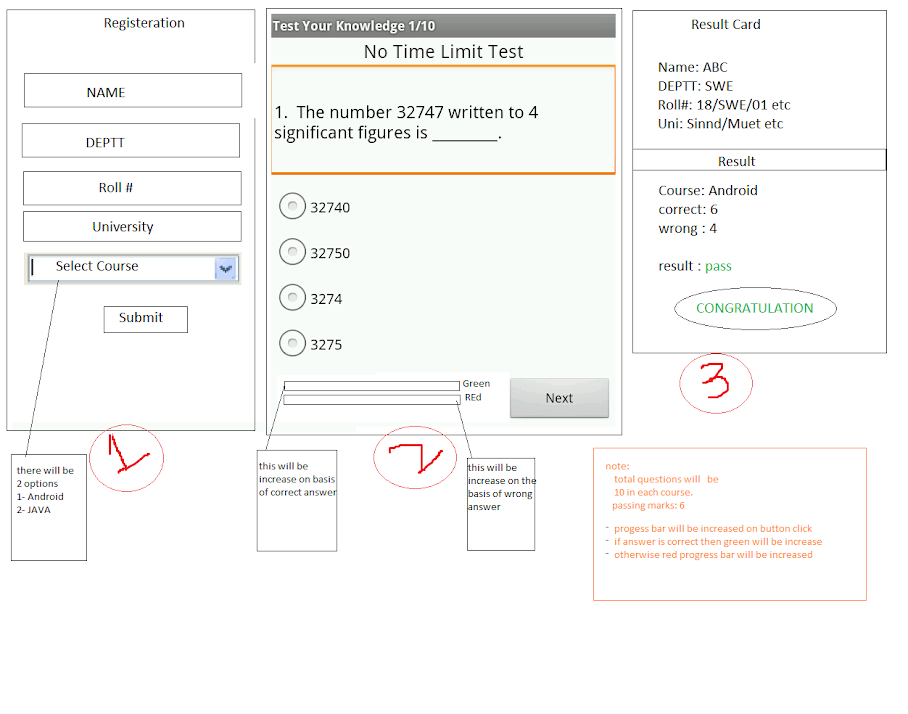 Registeration
NAME
DEPTT
Roll #
University
Select Course
Submit
1
there will be
2 options
1- Android
2- JAVA
Test Your Knowledge 1/10
No Time Limit Test
1. The number 32747 written to 4
significant figures is ________.
32740
32750
3274
3275
Green
REd
Next
2
this will be
increase on basis
of correct answer
this will be
increase on the
basis of wrong
answer
Result Card
Name: ABC
DEPTT: SWE
Roll#: 18/SWE/01 etc
Uni: Sinnd/Muet etc
Result
Course: Android
correct: 6
wrong : 4
result : pass
CONGRATULATION
3
note:
total questions will be
10 in each course.
passing marks: 6
- progess bar will be increased on button click
- if answer is correct then green will be increase
- otherwise red progress bar will be increased